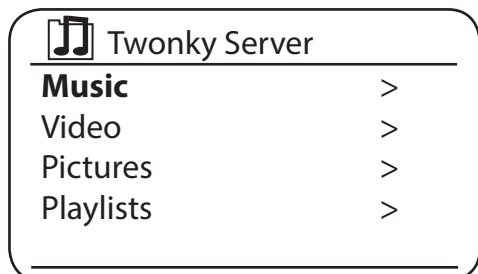 Twonky Server
Music >
Video >
Pictures >
Playlists >